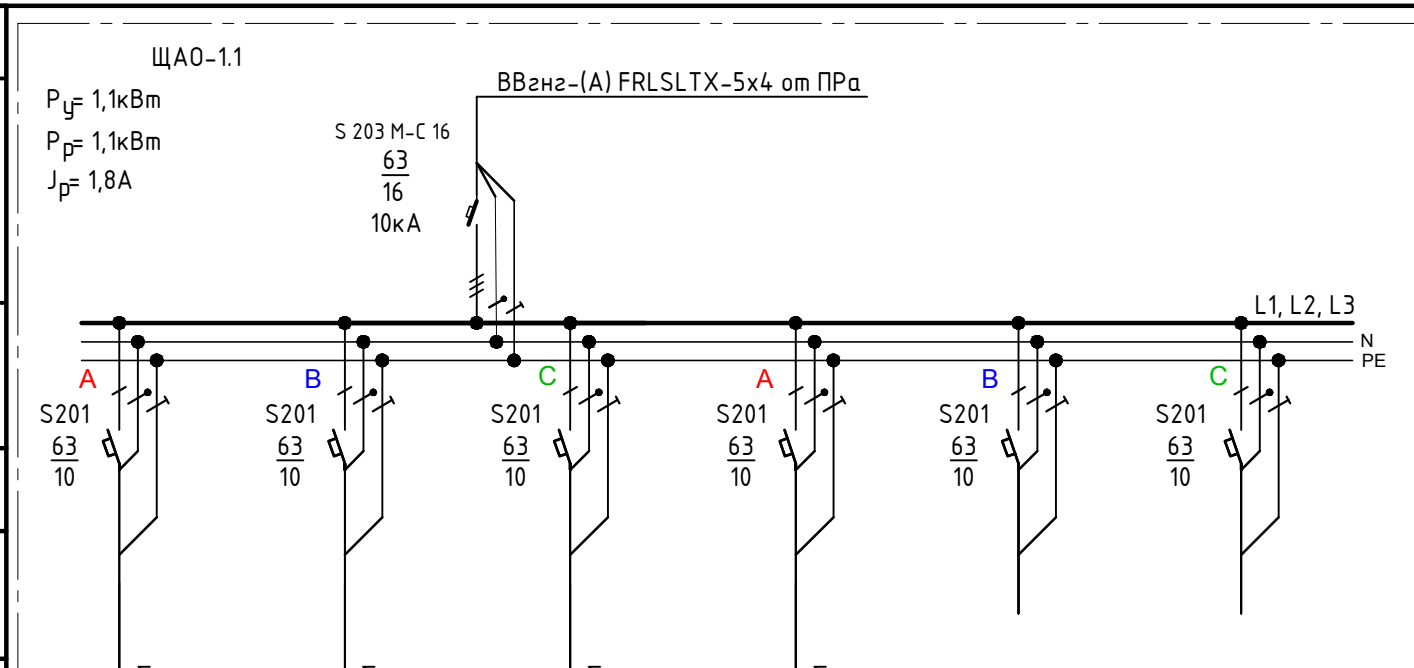 ЩАО-1.1
Pу= 1,1кВт
Pр= 1,1кВт
Jр= 1,8А
ВВгнг-(А) FRLSLTX-5х4 от ПРа
S 203 М-С 16
63
16
10кА
L1, L2, L3
N
PE
A B C A B C
S201 S201 S201 S201 S201 S201
63 63 63 63 63 63
10 10 10 10 10 10